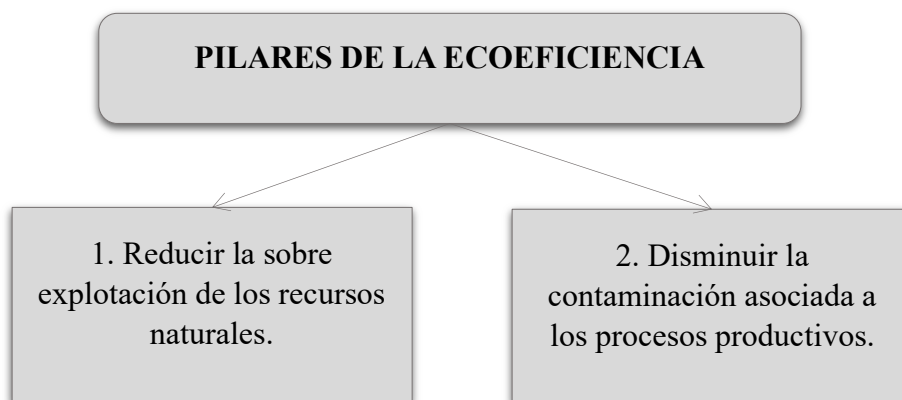 PILARES DE LA ECOEFICIENCIA
1. Reducir la sobre
explotación de los recursos
naturales.
2. Disminuir la
contaminación asociada a
los procesos productivos.